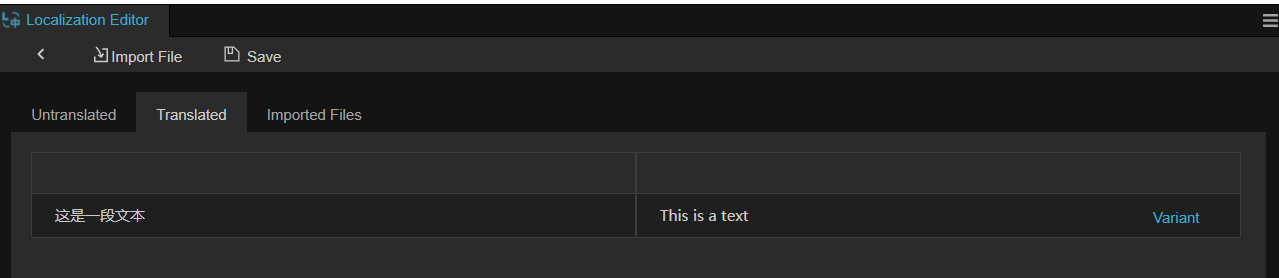 Localization Editor
Import File Save
Untranslated Translated Imported Files
这是一段文本 This is a text Variant